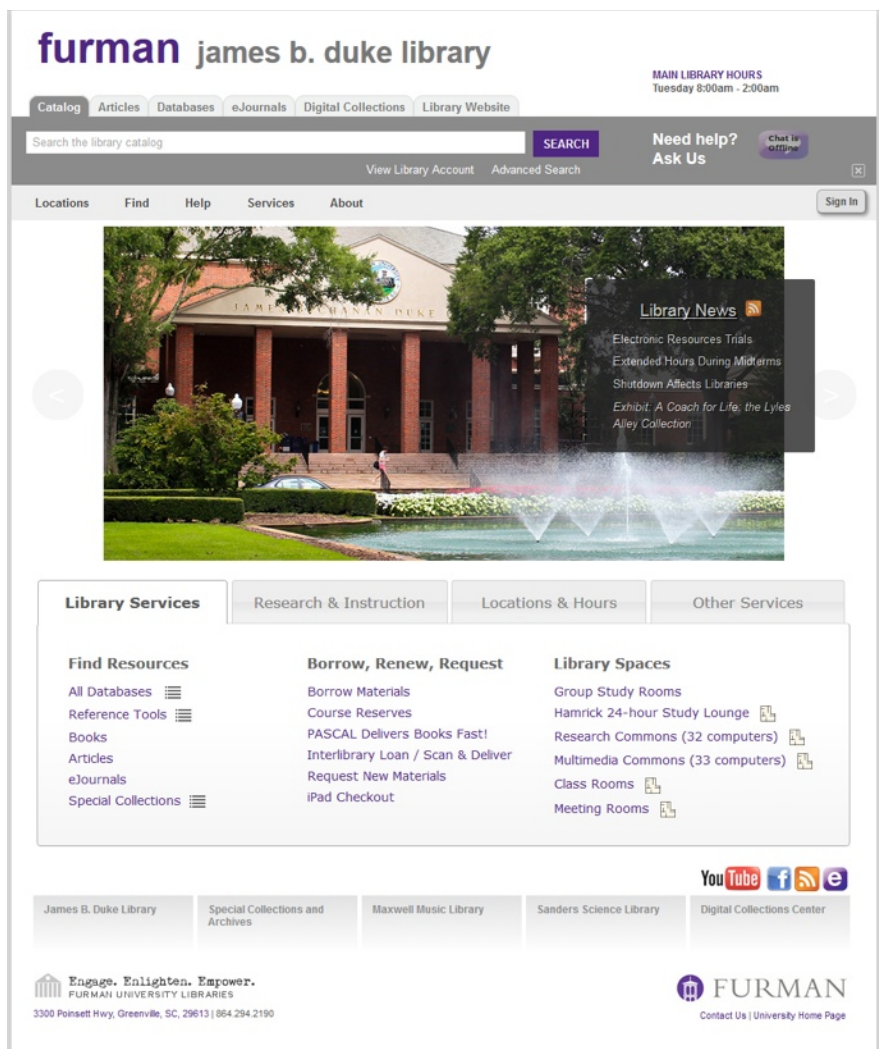 furman james b. duke library
MAIN LIBRARY HOURS
Tuesday 8:00am - 2:00am
Catalog Articles Databases eJournals Digital Collections Library Website
Search the library catalog
SEARCH
Need help?
Ask Us
Chat is
Offline
View Library Account Advanced Search
Locations Find Help Services About
Sign In
JAMES BUCHANAN DUKE
Library News
Electronic Resources Trials
Extended Hours During Midterms
Shutdown Affects Libraries
Exhibit: A Coach for Life: the Lyles
Alley Collection
<
>
Library Services Research & Instruction Locations & Hours Other Services
Find Resources
All Databases
Reference Tools
Books
Articles
eJournals
Special Collections
Borrow, Renew, Request
Borrow Materials
Course Reserves
PASCAL Delivers Books Fast!
Interlibrary Loan / Scan & Deliver
Request New Materials
iPad Checkout
Library Spaces
Group Study Rooms
Hamrick 24-hour Study Lounge
Research Commons (32 computers)
Multimedia Commons (33 computers)
Class Rooms
Meeting Rooms
YouTube f e
James B. Duke Library
Special Collections and
Archives
Maxwell Music Library
Sanders Science Library
Digital Collections Center
Engage. Enlighten. Empower.
FURMAN UNIVERSITY LIBRARIES
3300 Poinsett Hwy, Greenville, SC, 29613 | 864.294.2190
FURMAN
Contact Us | University Home Page